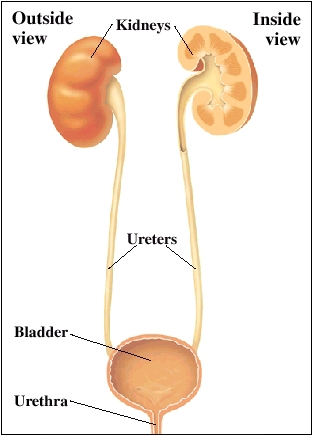 Outside
view
Kidneys
Inside
view
Ureters
Bladder
Urethra